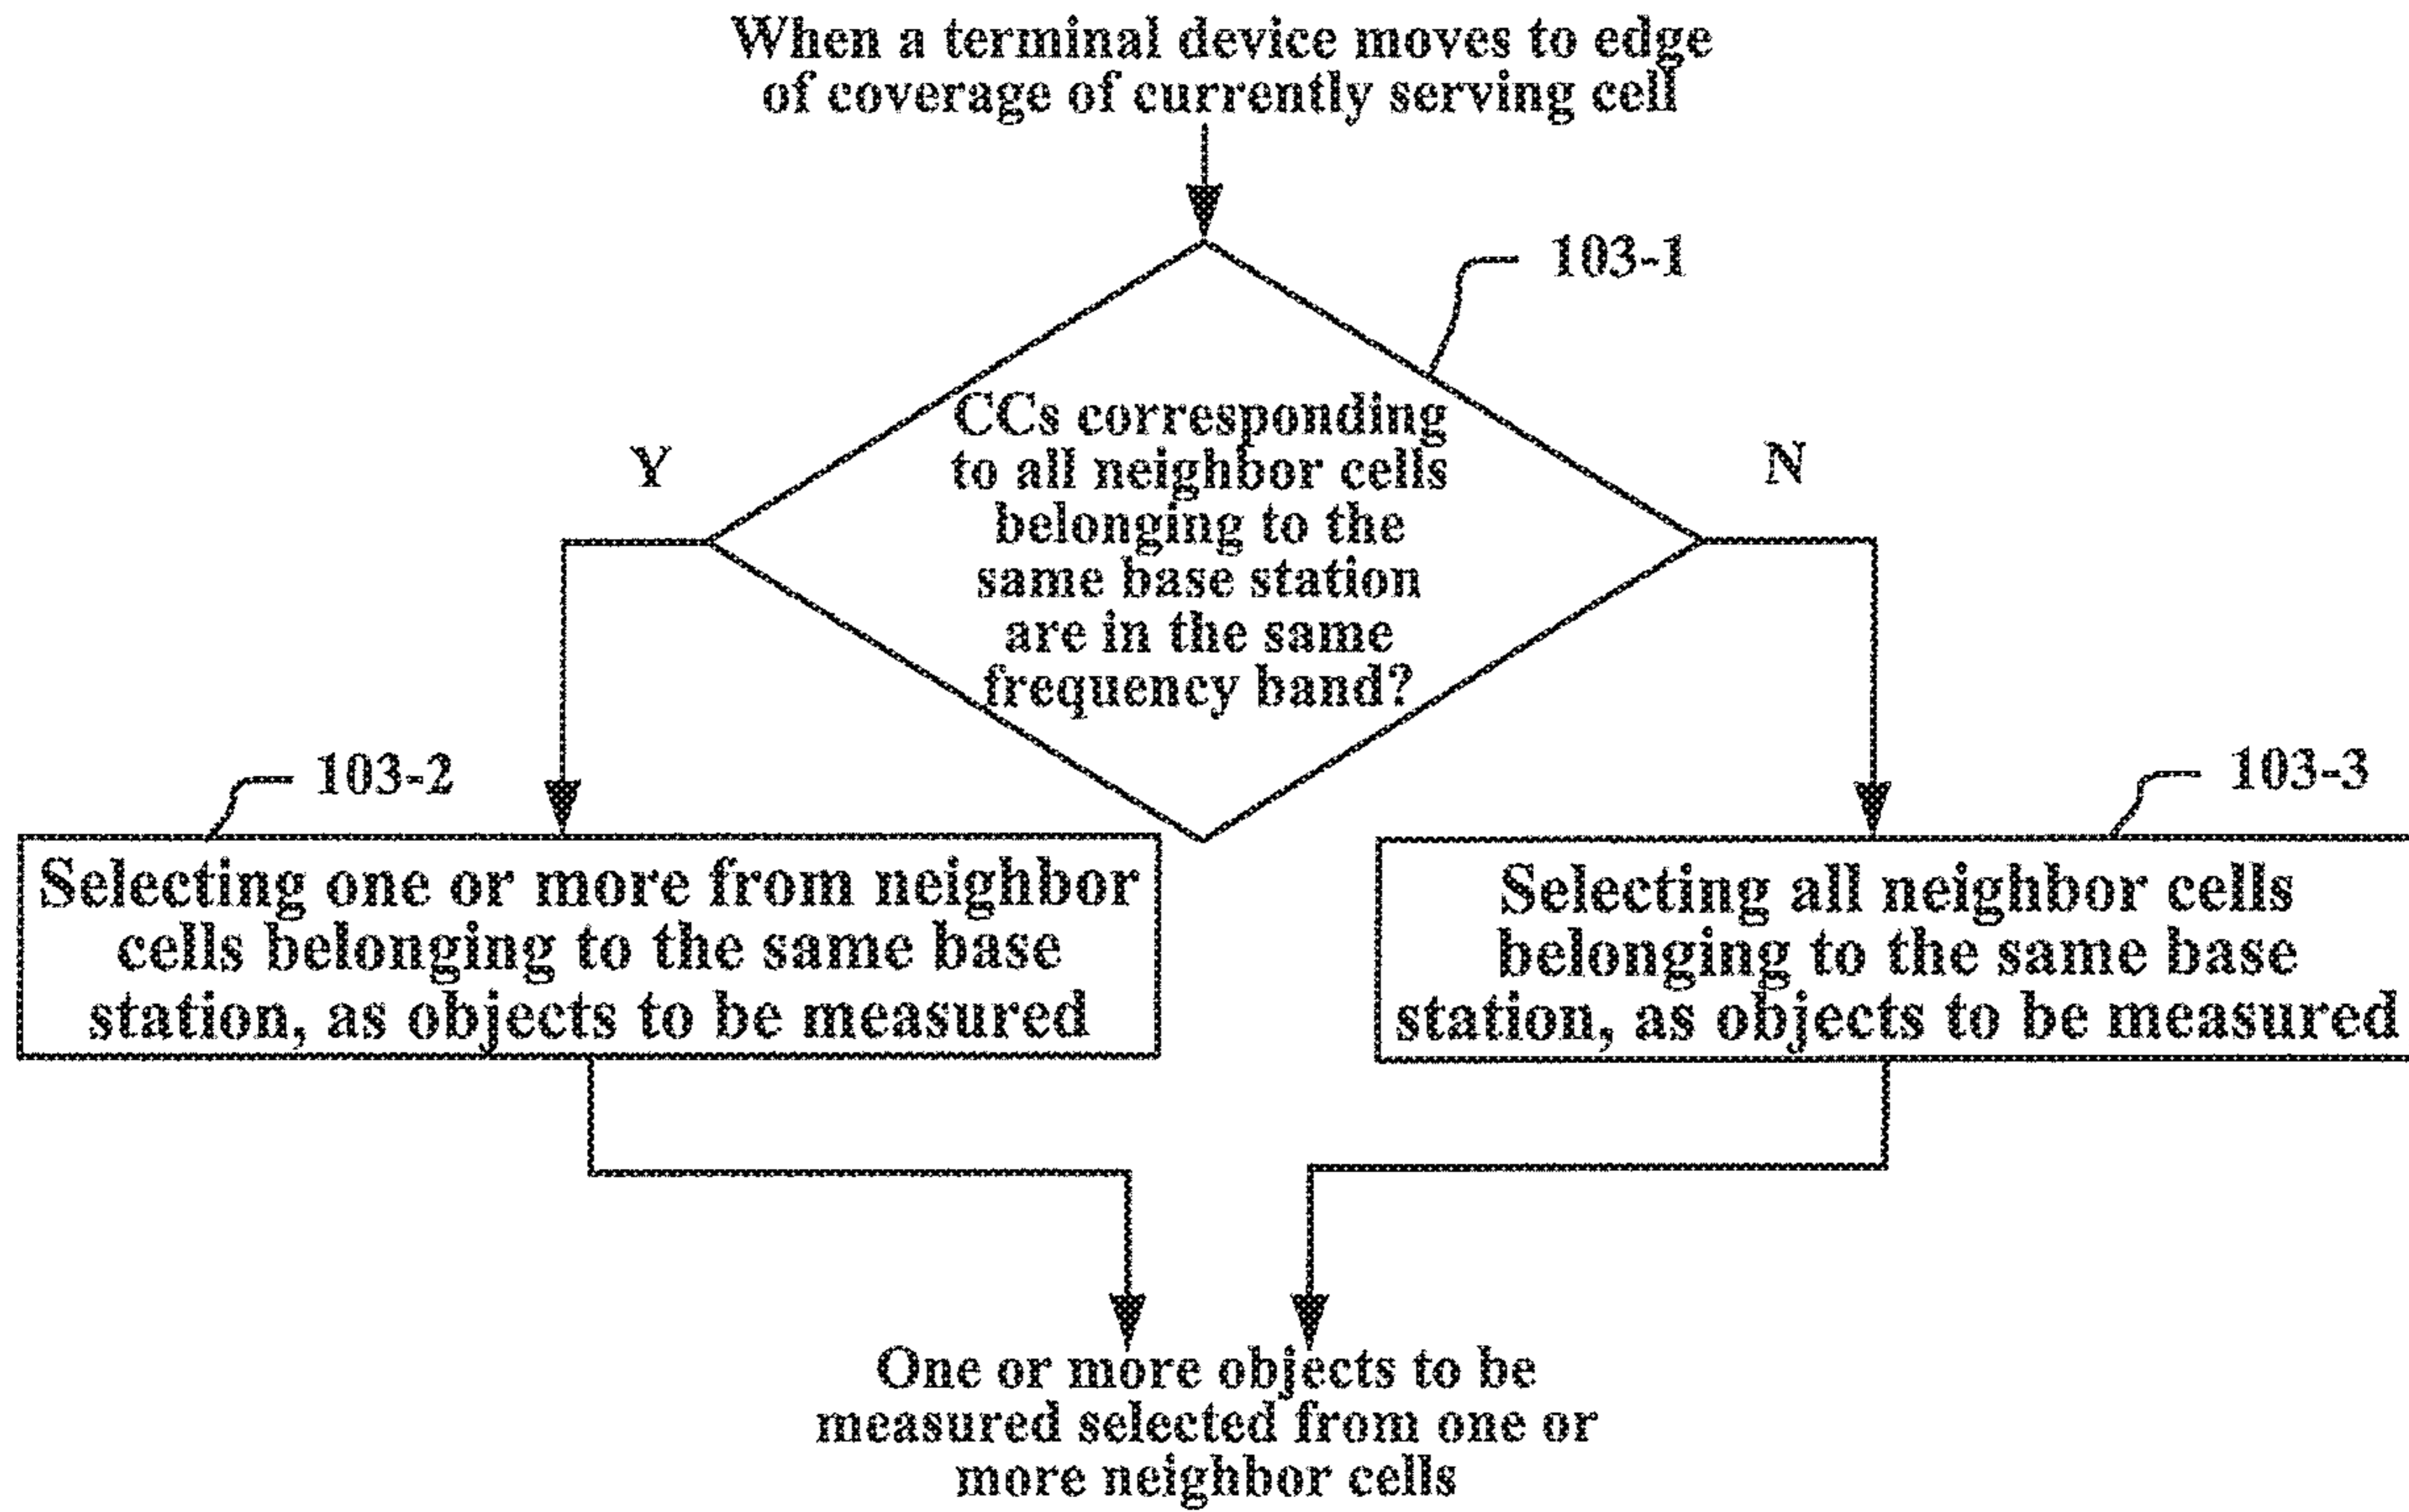 When a terminal device moves to edge
of coverage of currently serving cell
103-1
CCs corresponding
to all neighbor cells
belonging to the
same base station
are in the same
frequency band?
Y
N
103-2
103-3
Selecting one or more from neighbor
cells belonging to the same base
station, as objects to be measured
Selecting all neighbor cells
belonging to the same base
station, as objects to be measured
One or more objects to be
measured selected from one or
more neighbor cells